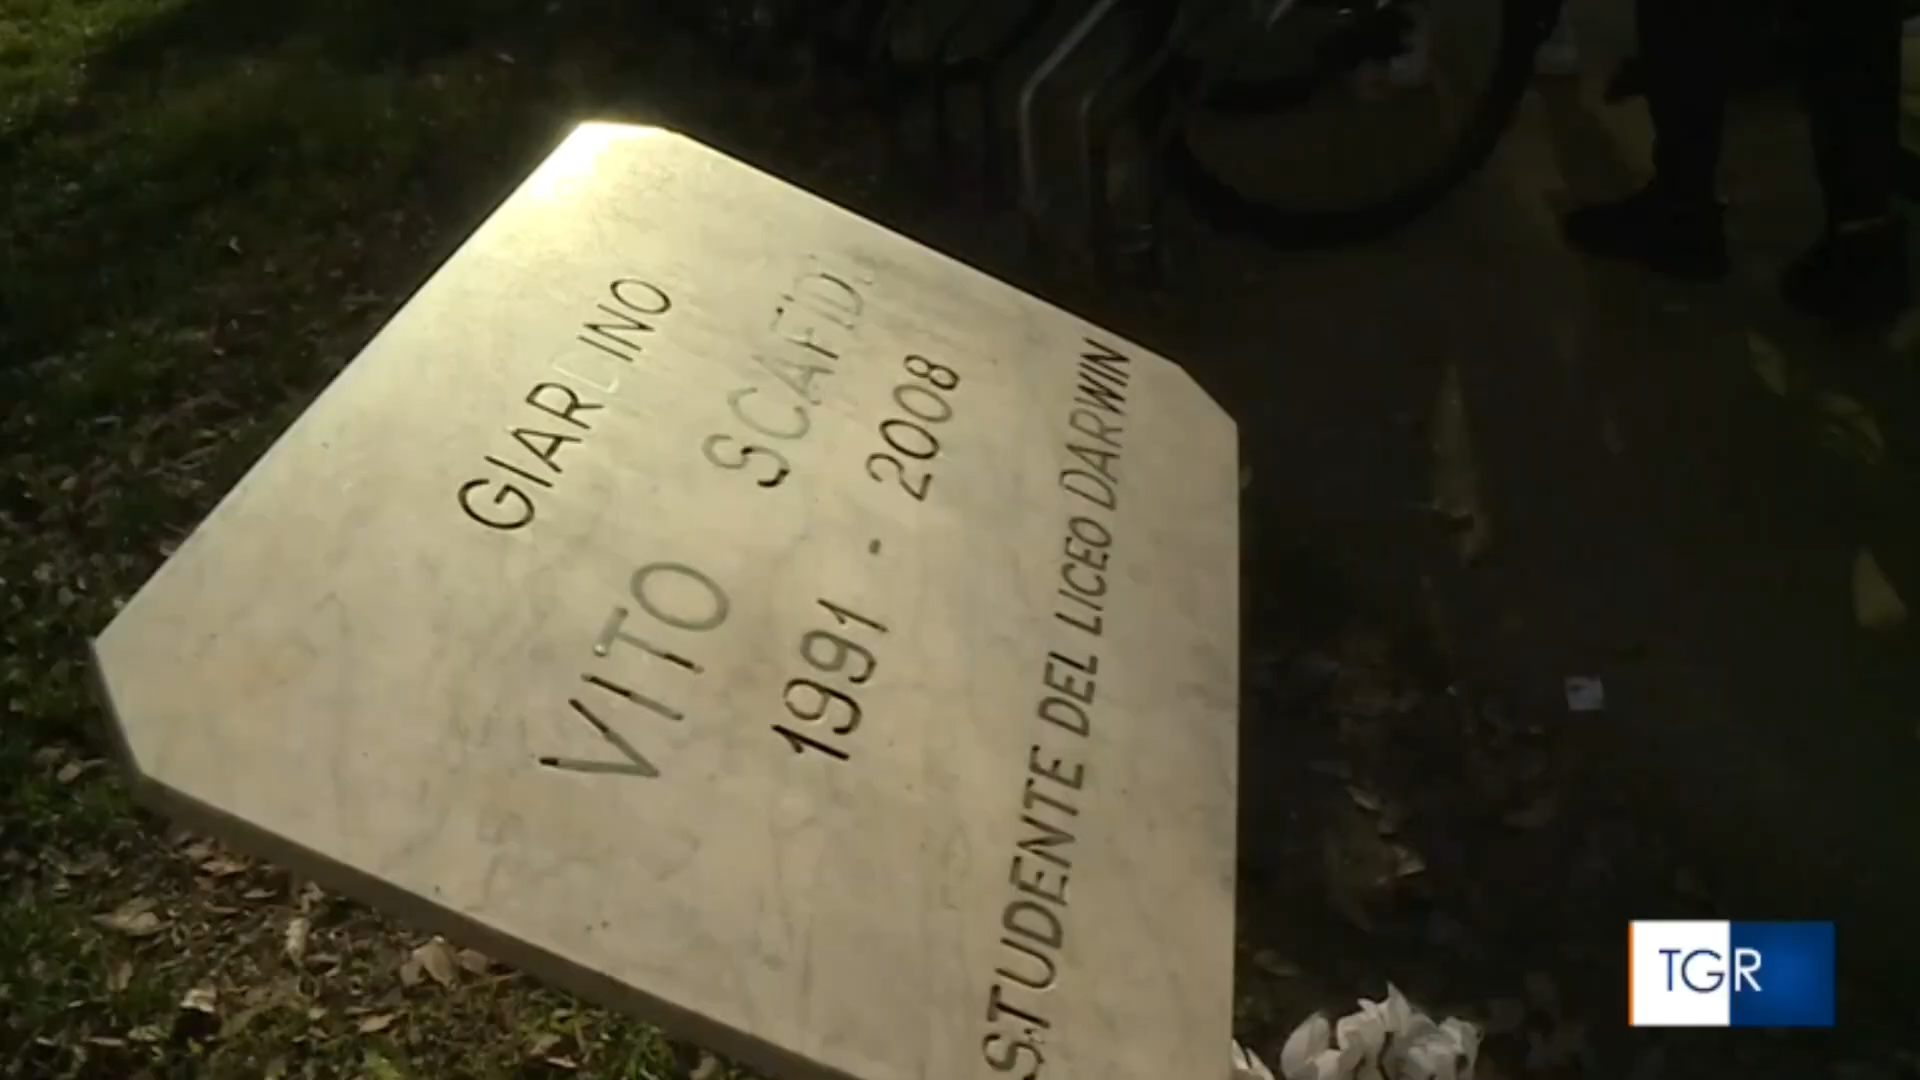 GIARDINO
VITO SCAFIDI
1991 - 2008
STUDENTE DEL LICEO DARWIN
TGR